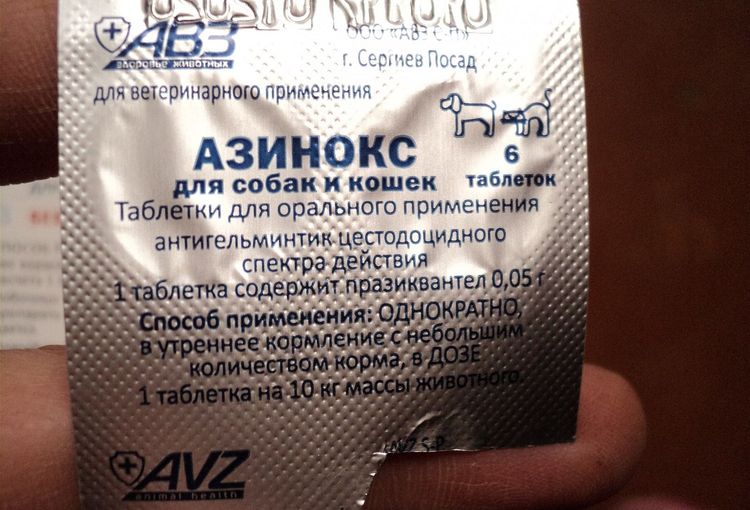 АВЗ
здоровье животных
ООО «АВЗ С-П»
г. Сергиев Посад
для ветеринарного применения
АЗИНОКС
для собак и кошек
6
таблеток
Таблетки для орального применения
антигельминтик цестодоцидного
спектра действия
1 таблетка содержит празиквантел 0,05 г
Способ применения: ОДНОКРАТНО,
в утреннее кормление с небольшим
количеством корма, в ДОЗЕ
1 таблетка на 10 кг массы животного.
AVZ S-P
AVZ
animal health